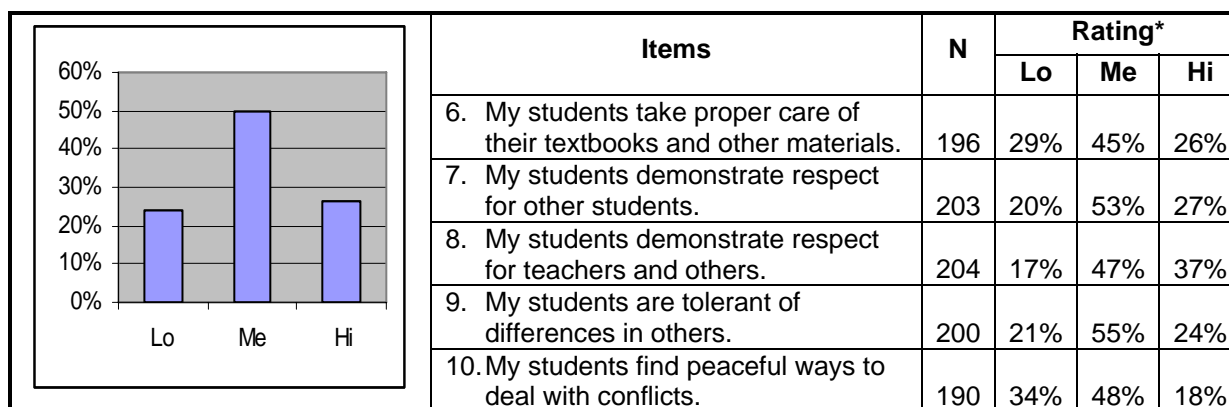 60%
50%
40%
30%
20%
10%
0%
Lo Me Hi
Items N Rating*
Lo Me Hi
6. My students take proper care of
their textbooks and other materials. 196 29% 45% 26%
7. My students demonstrate respect
for other students. 203 20% 53% 27%
8. My students demonstrate respect
for teachers and others. 204 17% 47% 37%
9. My students are tolerant of
differences in others. 200 21% 55% 24%
10. My students find peaceful ways to
deal with conflicts. 190 34% 48% 18%